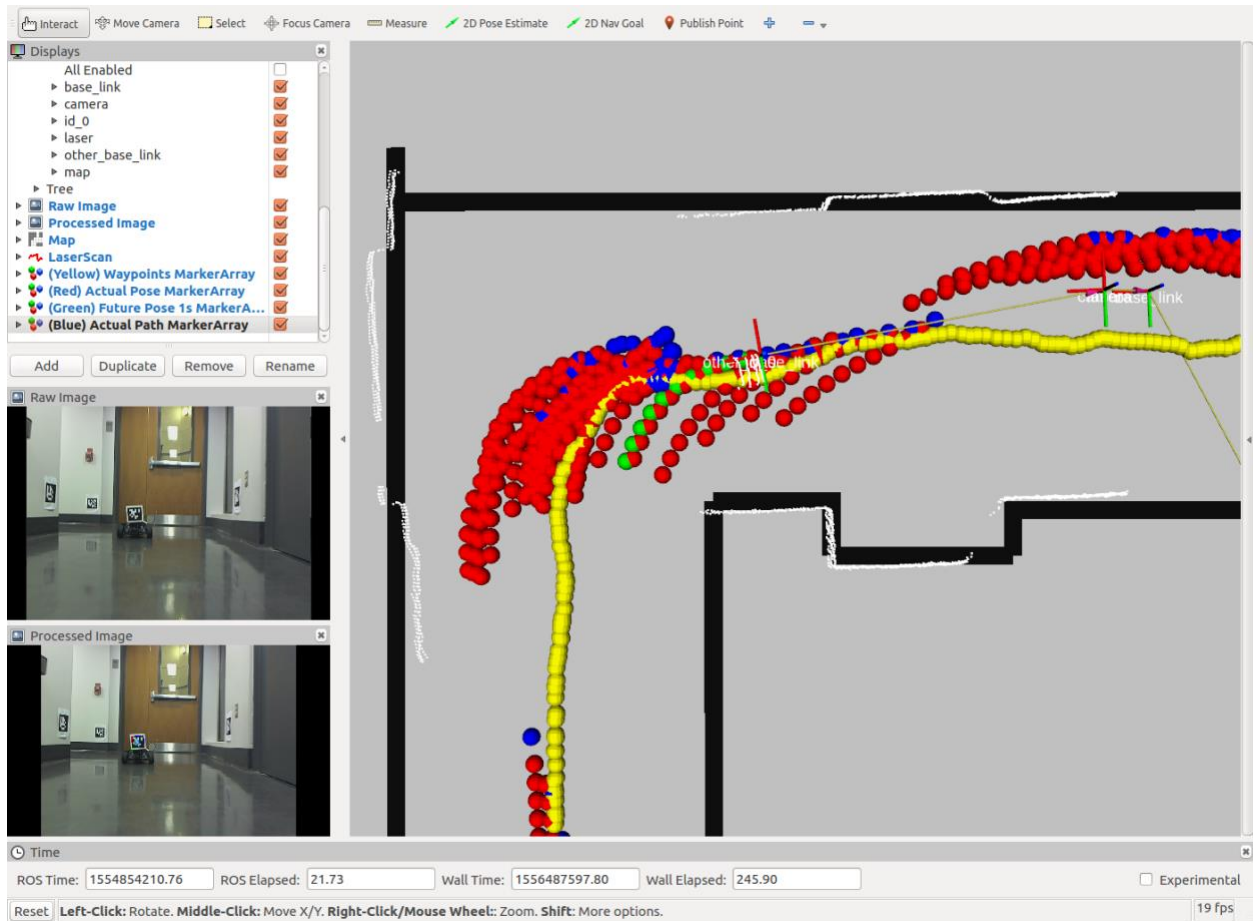 Interact Move Camera Select Focus Camera Measure 2D Pose Estimate 2D Nav Goal Publish Point
Displays
All Enabled
base_link
camera
id_0
laser
other_base_link
map
Tree
Raw Image
Processed Image
Map
LaserScan
(Yellow) Waypoints MarkerArray
(Red) Actual Pose MarkerArray
(Green) Future Pose 1s MarkerA...
(Blue) Actual Path MarkerArray
Add Duplicate Remove Rename
Raw Image
Processed Image
Time
ROS Time: 1554854210.76 ROS Elapsed: 21.73 Wall Time: 1556487597.80 Wall Elapsed: 245.90 Experimental
Reset Left-Click: Rotate. Middle-Click: Move X/Y. Right-Click/Mouse Wheel:: Zoom. Shift: More options. 19 fps